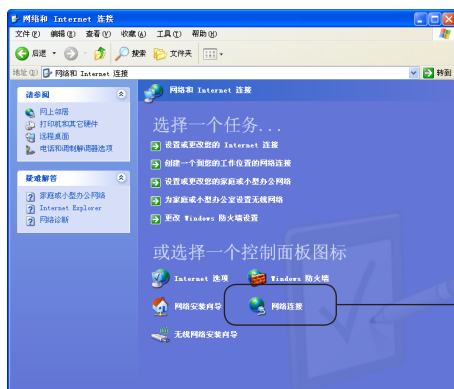 网络和 Internet 连接
文件(F) 编辑(E) 查看(V) 收藏(A) 工具(T) 帮助(H)
后退 搜索 文件夹
地址(D) 网络和 Internet 连接 转到
请参阅
网上邻居
打印机和其它硬件
远程桌面
电话和调制解调器选项
疑难解答
家庭或小型办公网络
Internet Explorer
网络诊断
网络和 Internet 连接
选择一个任务...
设置或更改您的 Internet 连接
创建一个到您的工作位置的网络连接
设置或更改您的家庭或小型办公网络
为家庭或小型办公室设置无线网络
更改 Windows 防火墙设置
或选择一个控制面板图标
Internet 选项 Windows 防火墙
网络安装向导 网络连接
无线网络安装向导